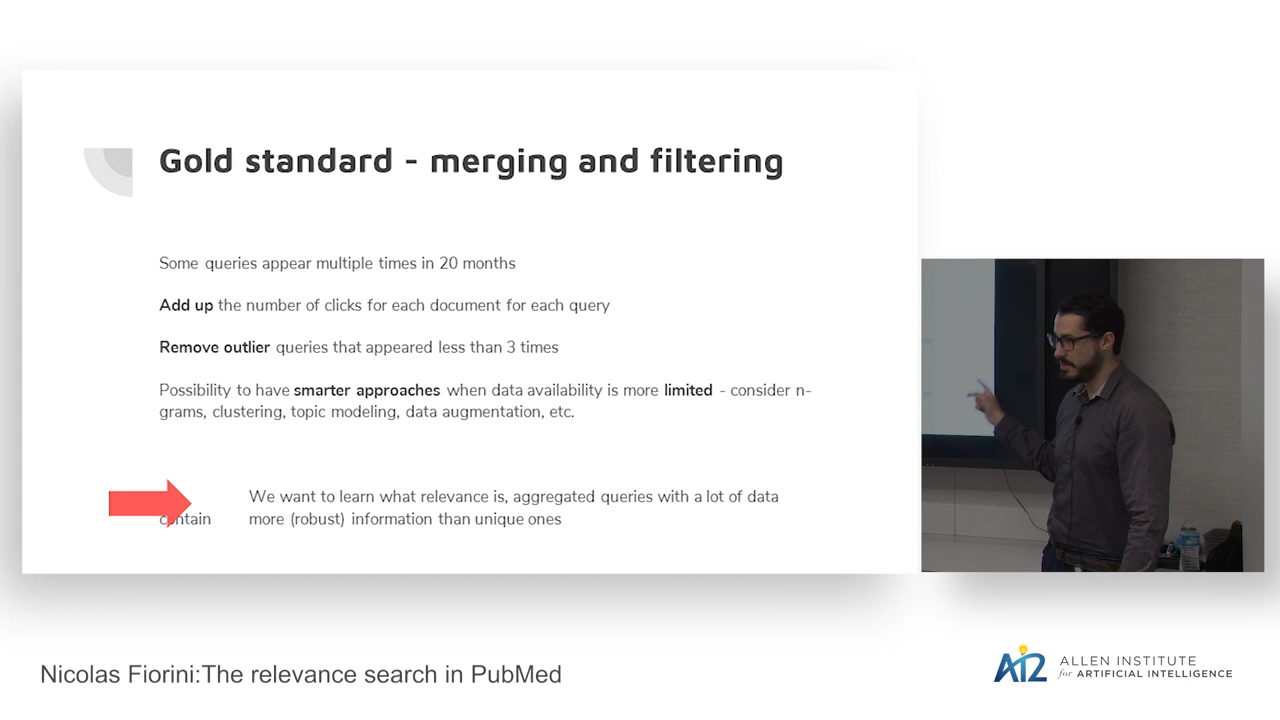 Gold standard - merging and filtering
Some queries appear multiple times in 20 months
Add up the number of clicks for each document for each query
Remove outlier queries that appeared less than 3 times
Possibility to have smarter approaches when data availability is more limited - consider n-
grams, clustering, topic modeling, data augmentation, etc.
We want to learn what relevance is, aggregated queries with a lot of data
contain more (robust) information than unique ones
Nicolas Fiorini:The relevance search in PubMed
AI2 ALLEN INSTITUTE
for ARTIFICIAL INTELLIGENCE